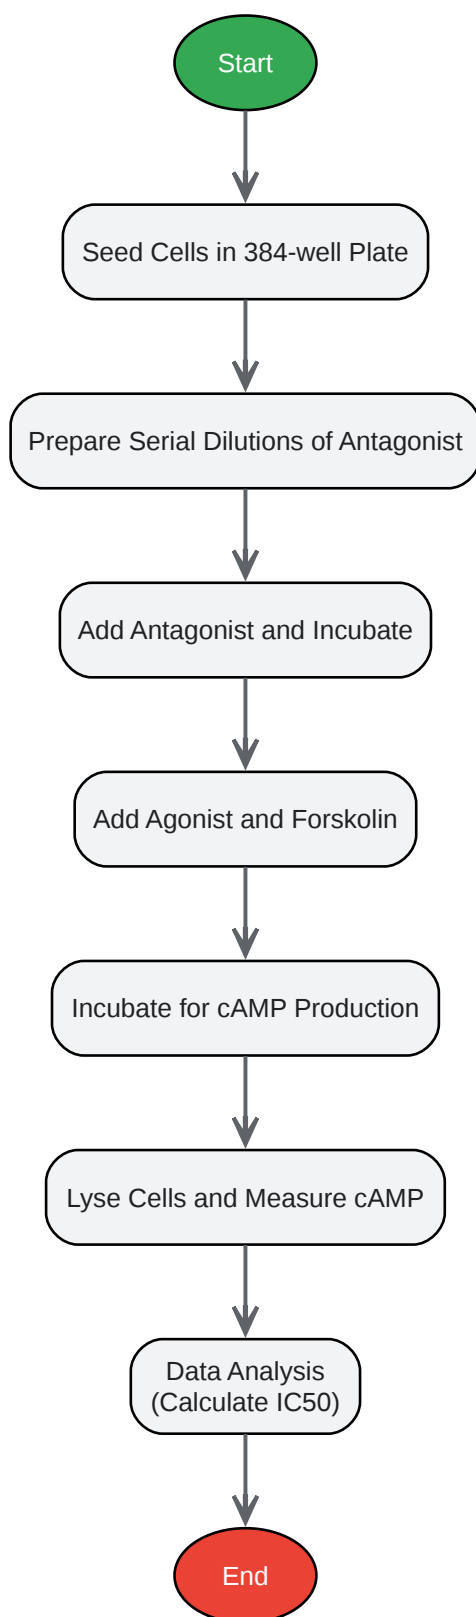 Start
Seed Cells in 384-well Plate
Prepare Serial Dilutions of Antagonist
Add Antagonist and Incubate
Add Agonist and Forskolin
Incubate for cAMP Production
Lyse Cells and Measure cAMP
Data Analysis
(Calculate IC50)
End